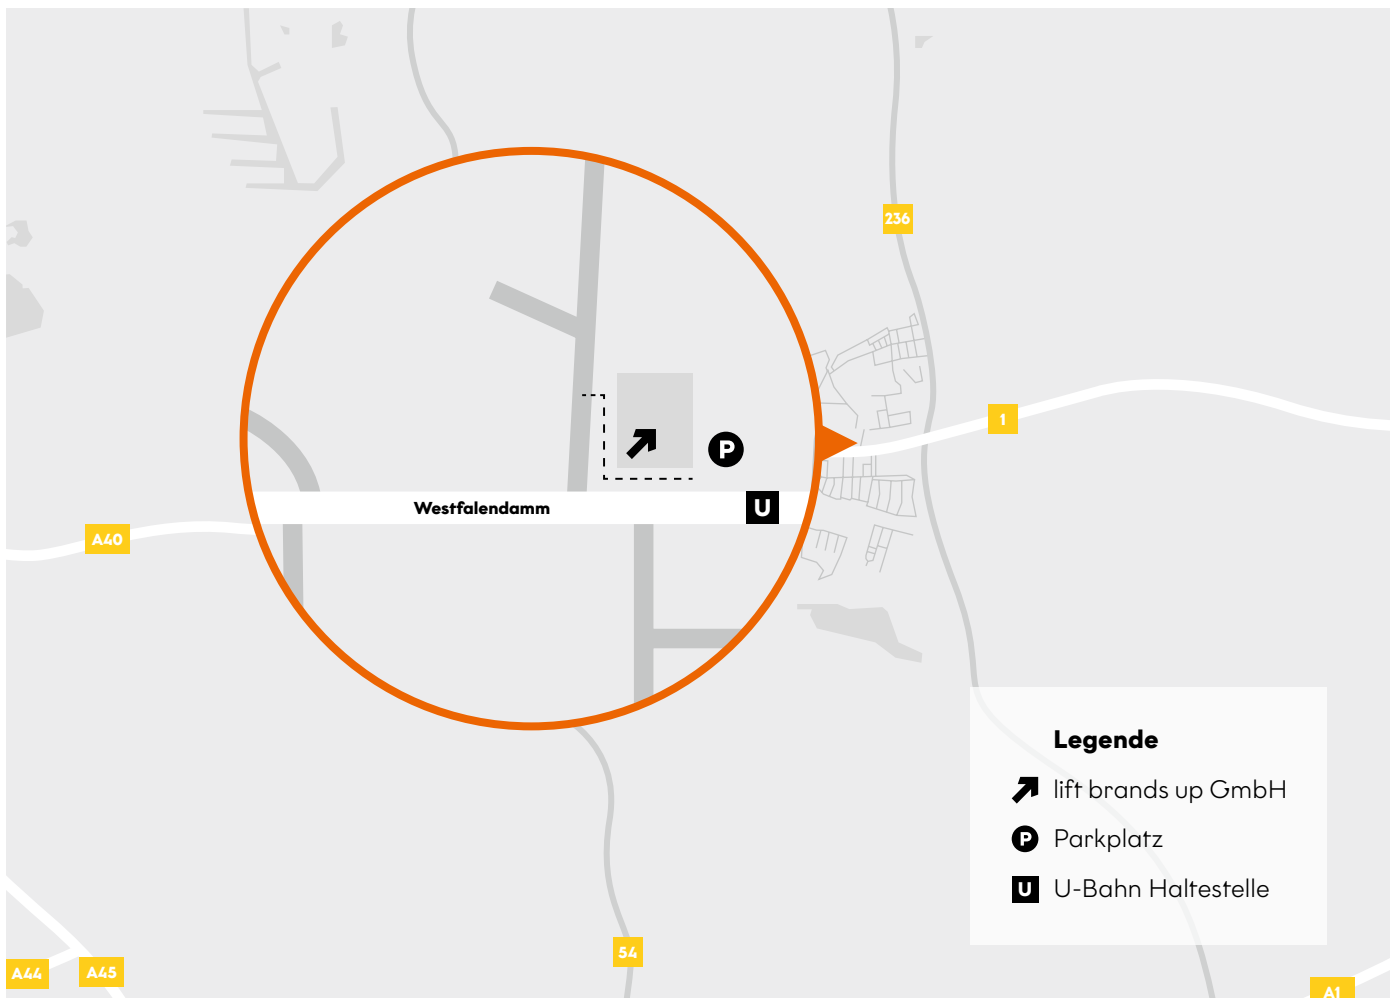 236
1
P
Westfalendamm
U
A40
Legende
lift brands up GmbH
P Parkplatz
U U-Bahn Haltestelle
54
A44
A45
A1